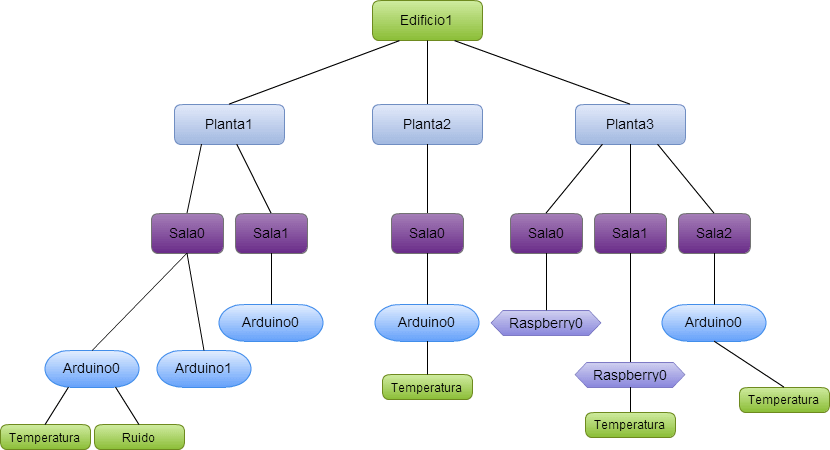 Edificio1
Planta1
Planta2
Planta3
Sala0
Sala1
Sala0
Sala0
Sala1
Sala2
Arduino0
Arduino0
Raspberry0
Arduino0
Arduino0
Arduino1
Raspberry0
Temperatura
Temperatura
Temperatura
Temperatura
Ruido